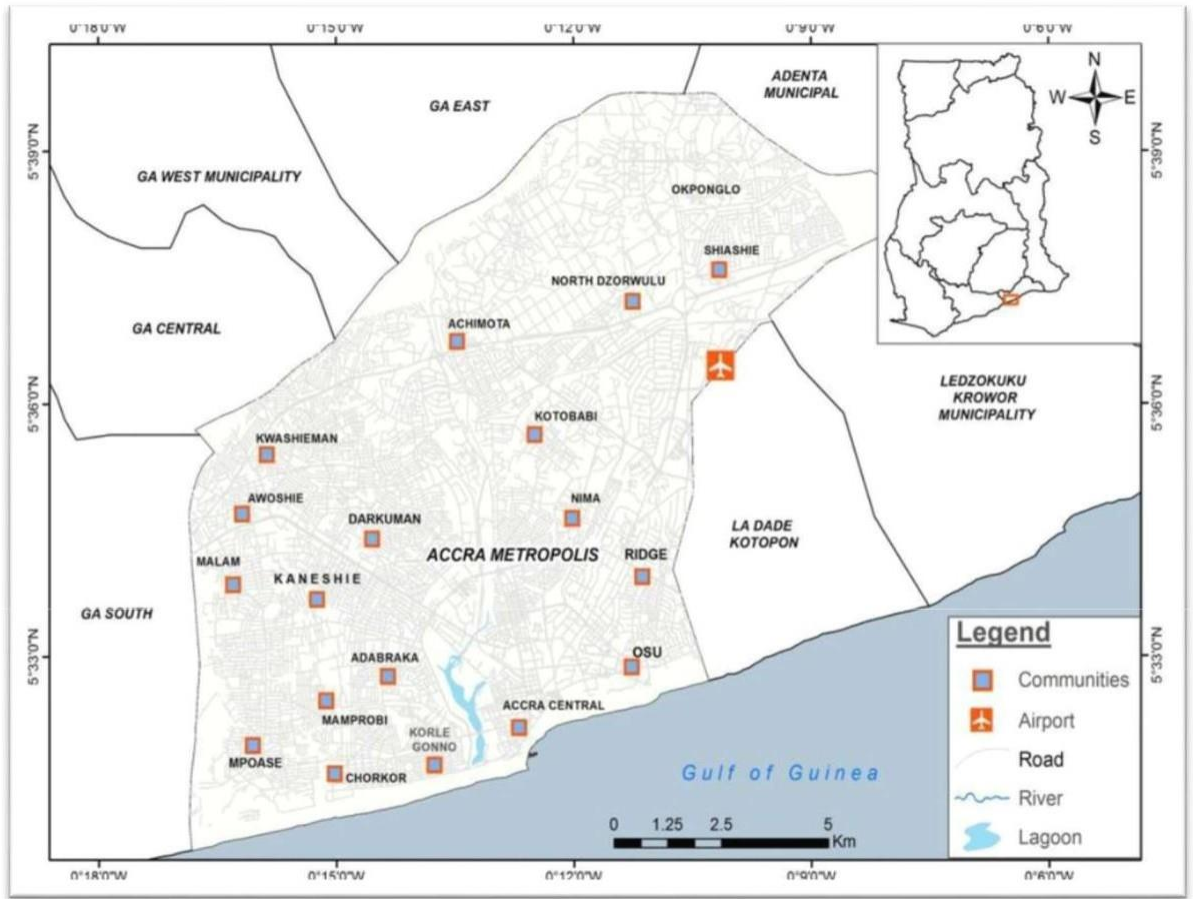 0°18'0"W 0°15'0"W 0°12'0"W 0°9'0"W 0°6'0"W
N
W E
S
ADENTA
MUNICIPAL
GA EAST
5°39'0"N 5°39'0"N
GA WEST MUNICIPALITY
OKPONGLO
SHIASHIE
NORTH DZORWULU
ACHIMOTA
GA CENTRAL
LEDZOKUKU
KROWOR
MUNICIPALITY
5°36'0"N 5°36'0"N
KOTOBABI
KWASHIEMAN
AWOSHIE
NIMA
DARKUMAN
LA DADE
KOTOPON
ACCRA METROPOLIS
RIDGE
MALAM
KANESHIE
GA SOUTH
5°33'0"N 5°33'0"N
OSU
ADABRAKA
ACCRA CENTRAL
MAMPROBI
KORLE
GONNO
MPOASE
CHORKOR
Gulf of Guinea
0 1.25 2.5 5
Km
Legend
Communities
Airport
Road
River
Lagoon
0°18'0"W 0°15'0"W 0°12'0"W 0°9'0"W 0°6'0"W